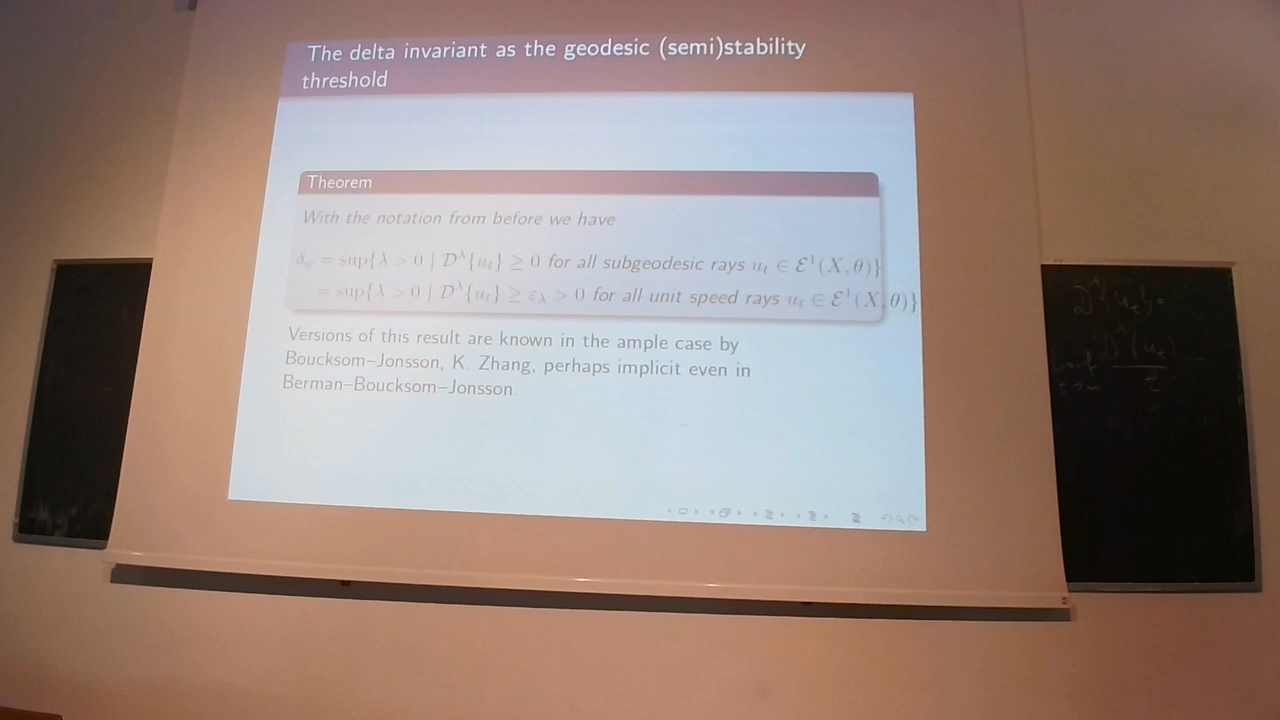 The delta invariant as the geodesic (semi)stability
threshold
Theorem
With the notation from before we have
= sup{λ > 0 | 𝒟^λ{u_t} ≥ 0 for all subgeodesic rays u_t ∈ ℰ^1(X, θ)}
= sup{λ > 0 | 𝒟^λ{u_t} ≥ ε_λ > 0 for all unit speed rays u_t ∈ ℰ^1(X, θ)}
Versions of this result are known in the ample case by
Boucksom–Jonsson, K. Zhang, perhaps implicit even in
Berman–Boucksom–Jonsson.
𝒟^λ{u_t} =
𝒟^λ(u_t)
t